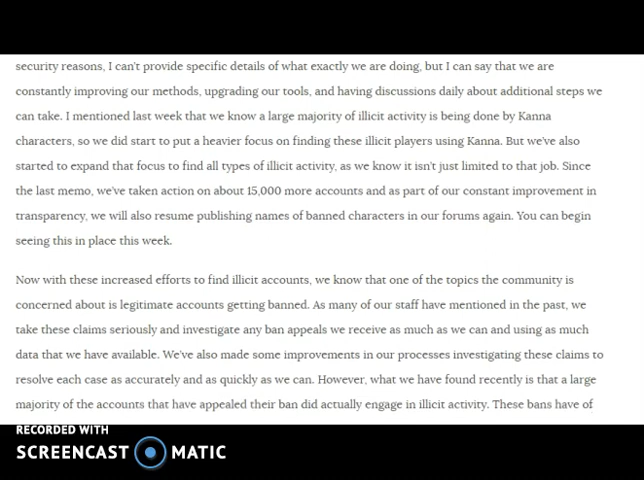 security reasons, I can't provide specific details of what exactly we are doing, but I can say that we are
constantly improving our methods, upgrading our tools, and having discussions daily about additional steps we
can take. I mentioned last week that we know a large majority of illicit activity is being done by Kanna
characters, so we did start to put a heavier focus on finding these illicit players using Kanna. But we've also
started to expand that focus to find all types of illicit activity, as we know it isn't just limited to that job. Since
the last memo, we've taken action on about 15,000 more accounts and as part of our constant improvement in
transparency, we will also resume publishing names of banned characters in our forums again. You can begin
seeing this in place this week.
Now with these increased efforts to find illicit accounts, we know that one of the topics the community is
concerned about is legitimate accounts getting banned. As many of our staff have mentioned in the past, we
take these claims seriously and investigate any ban appeals we receive as much as we can and using as much
data that we have available. We've also made some improvements in our processes investigating these claims to
resolve each case as accurately and as quickly as we can. However, what we have found recently is that a large
majority of the accounts that have appealed their ban did actually engage in illicit activity. These bans have of
RECORDED WITH
SCREENCAST MATIC